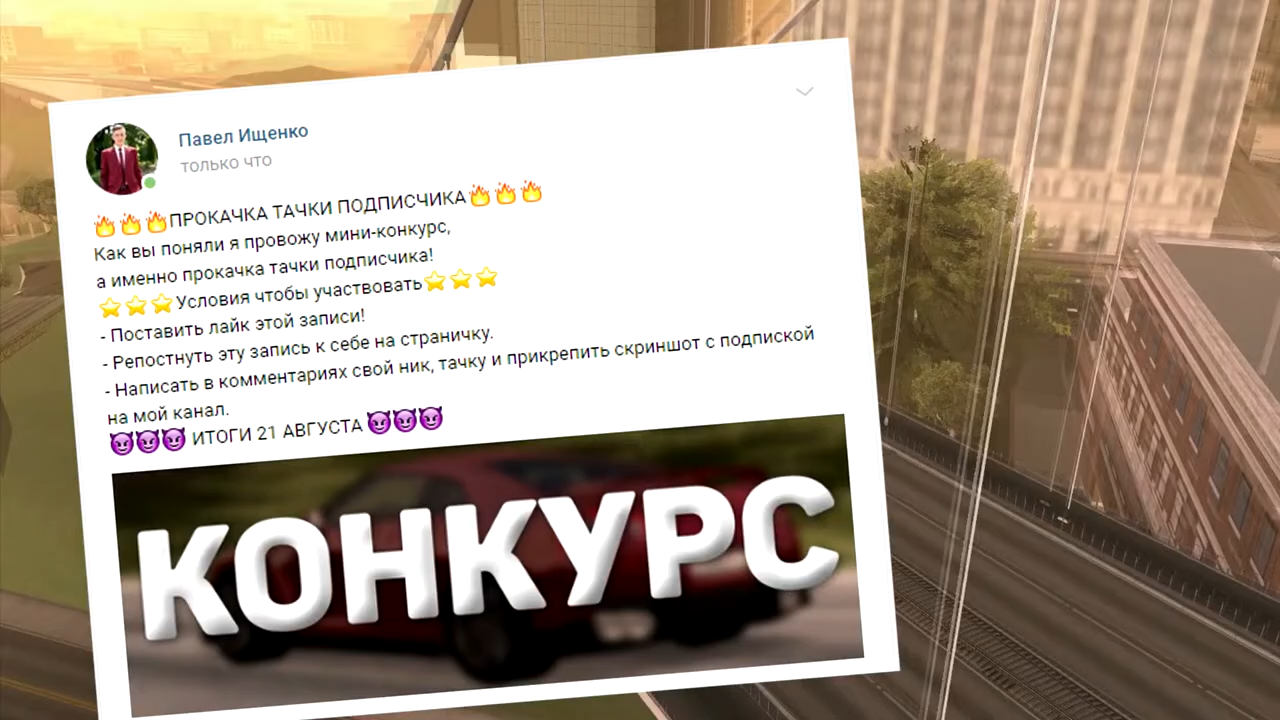 Павел Ищенко
только что
🔥🔥🔥ПРОКАЧКА ТАЧКИ ПОДПИСЧИКА🔥🔥🔥
Как вы поняли я провожу мини-конкурс,
а именно прокачка тачки подписчика!
⭐⭐⭐Условия чтобы участвовать⭐⭐⭐
- Поставить лайк этой записи!
- Репостнуть эту запись к себе на страничку.
- Написать в комментариях свой ник, тачку и прикрепить скриншот с подпиской
на мой канал.
😈😈😈 ИТОГИ 21 АВГУСТА 😈😈😈
КОНКУРС